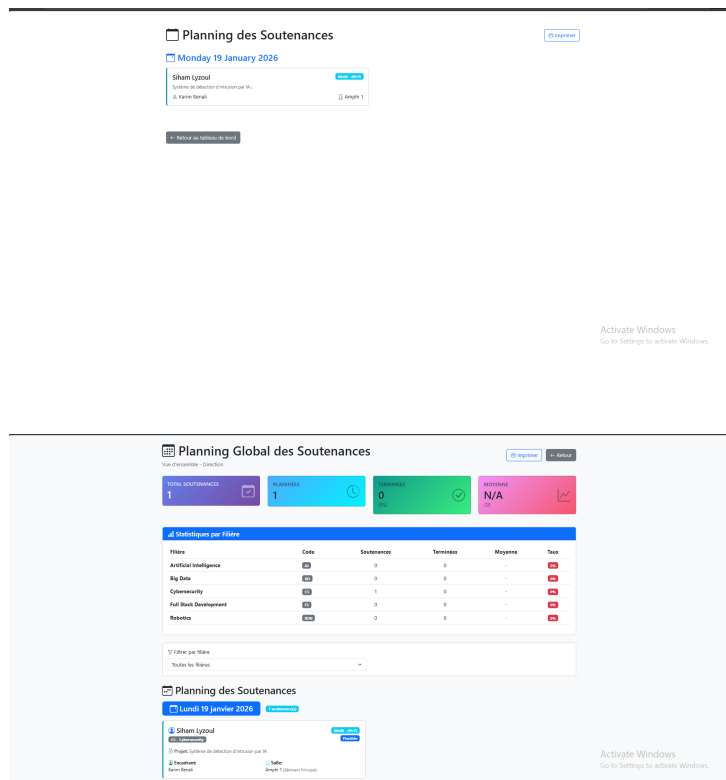 Planning des Soutenances
Imprimer
Monday 19 January 2026
Siham Lyzoul
Système de détection d'intrusion par IA...
Karim Benali
Amphi 1
← Retour au tableau de bord
Activate Windows
Go to Settings to activate Windows.
Planning Global des Soutenances
Vue d'ensemble - Direction
Imprimer
← Retour
TOTAL SOUTENANCES
1
PLANIFIÉES
1
TERMINÉES
0
MOYENNE
N/A
/20
Statistiques par Filière
Filière Code Soutenances Terminées Moyenne Taux
Artificial Intelligence AI 0 0 - 0%
Big Data BD 0 0 - 0%
Cybersecurity CS 1 0 - 0%
Full Stack Development FS 0 0 - 0%
Robotics ROB 0 0 - 0%
Filtrer par filière
Toutes les filières
Planning des Soutenances
Lundi 19 janvier 2026
1 soutenance(s)
Siham Lyzoul
CS - Cybersecurity
Planifiée
Projet: Système de détection d'intrusion par IA
Encadrant:
Karim Benali
Salle:
Amphi 1 (Bâtiment Principal)
Activate Windows
Go to Settings to activate Windows.